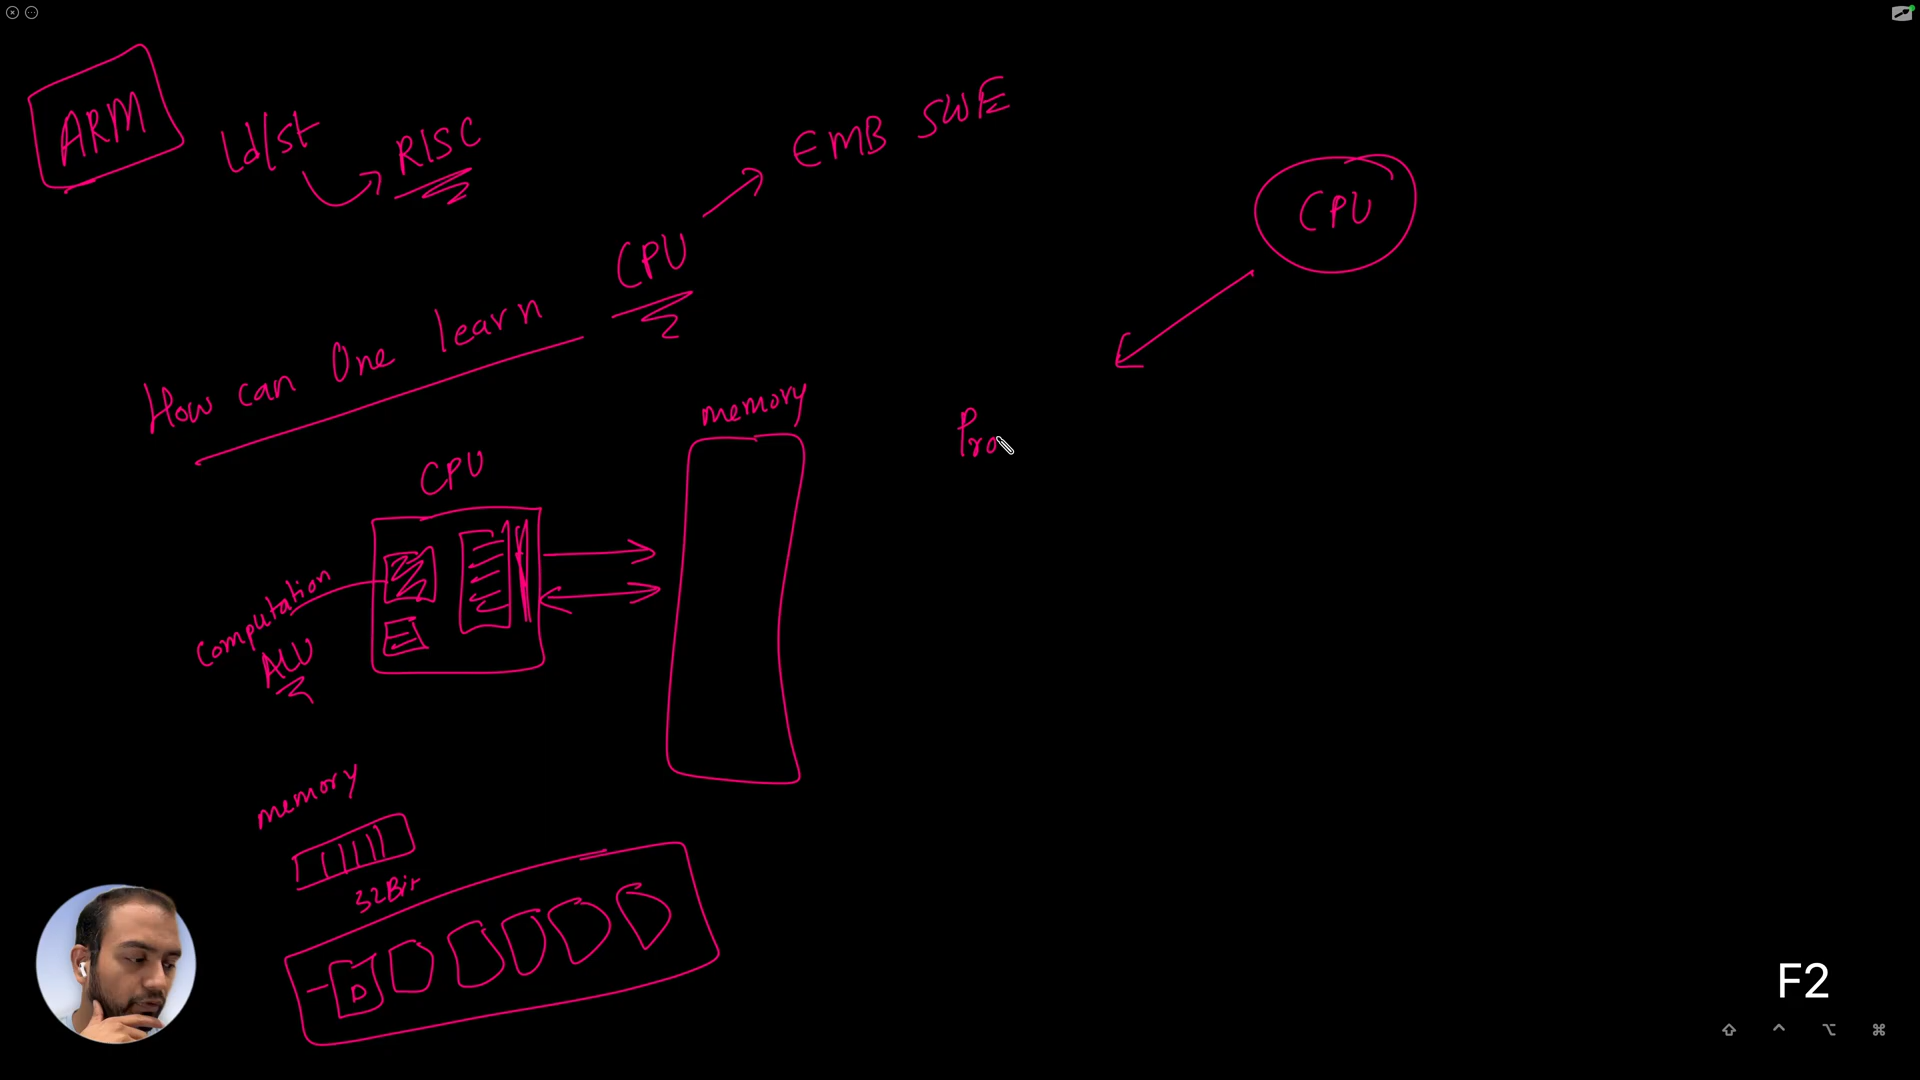 ARM
ld/st
RISC
EMB SWE
CPU
CPU
How can One learn
memory
Pro
CPU
Computation
ALU
memory
32Bit
D
F2